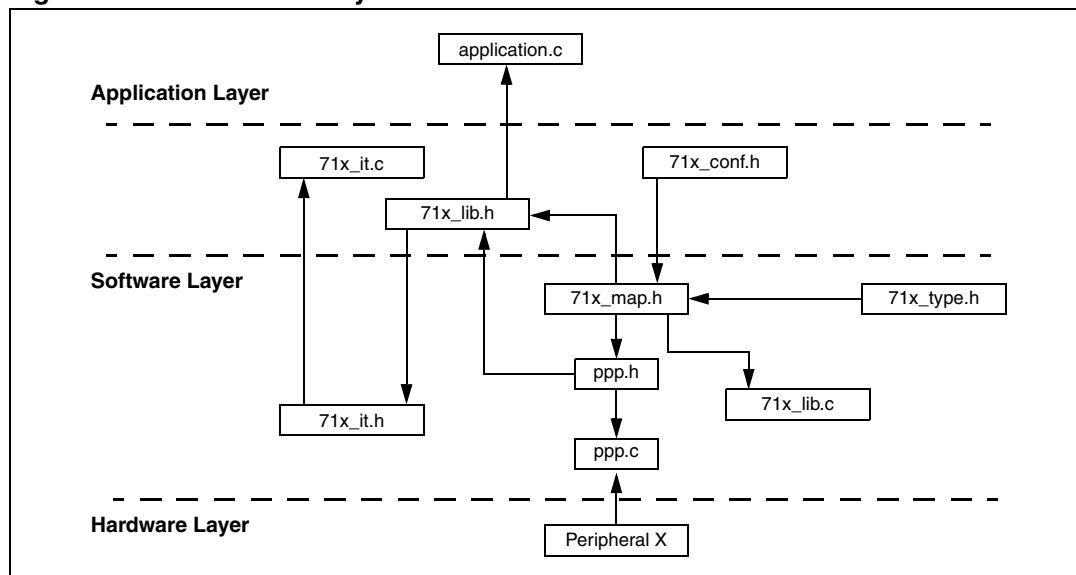 application.c
Application Layer
71x_it.c
71x_conf.h
71x_lib.h
Software Layer
71x_map.h
71x_type.h
ppp.h
71x_lib.c
71x_it.h
ppp.c
Hardware Layer
Peripheral X